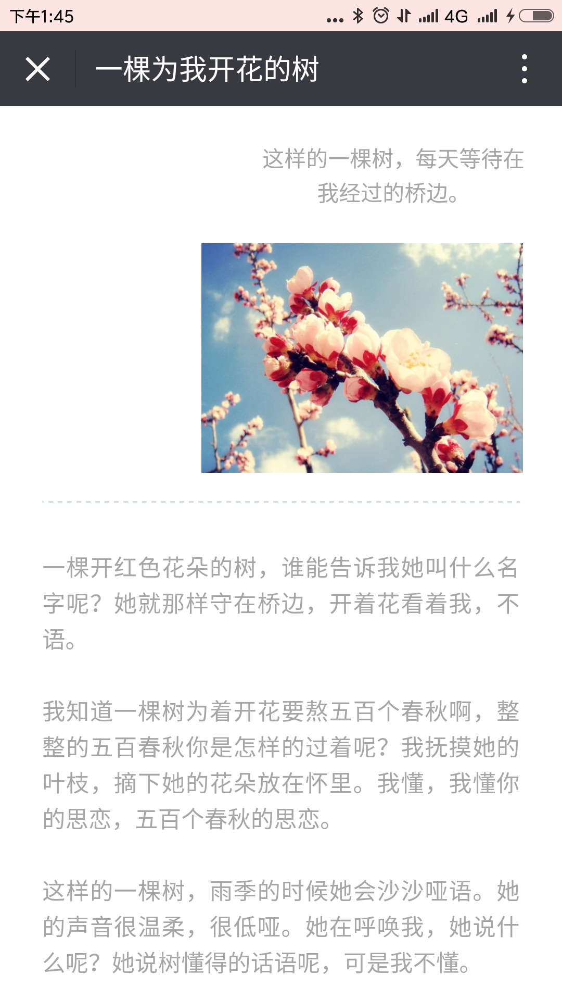 下午1:45
4G
一棵为我开花的树
这样的一棵树，每天等待在
我经过的桥边。
一棵开红色花朵的树，谁能告诉我她叫什么名
字呢？她就那样守在桥边，开着花看着我，不
语。
我知道一棵树为着开花要熬五百个春秋啊，整
整的五百春秋你是怎样的过着呢？我抚摸她的
叶枝，摘下她的花朵放在怀里。我懂，我懂你
的思恋，五百个春秋的思恋。
这样的一棵树，雨季的时候她会沙沙哑语。她
的声音很温柔，很低哑。她在呼唤我，她说什
么呢？她说树懂得的话语呢，可是我不懂。